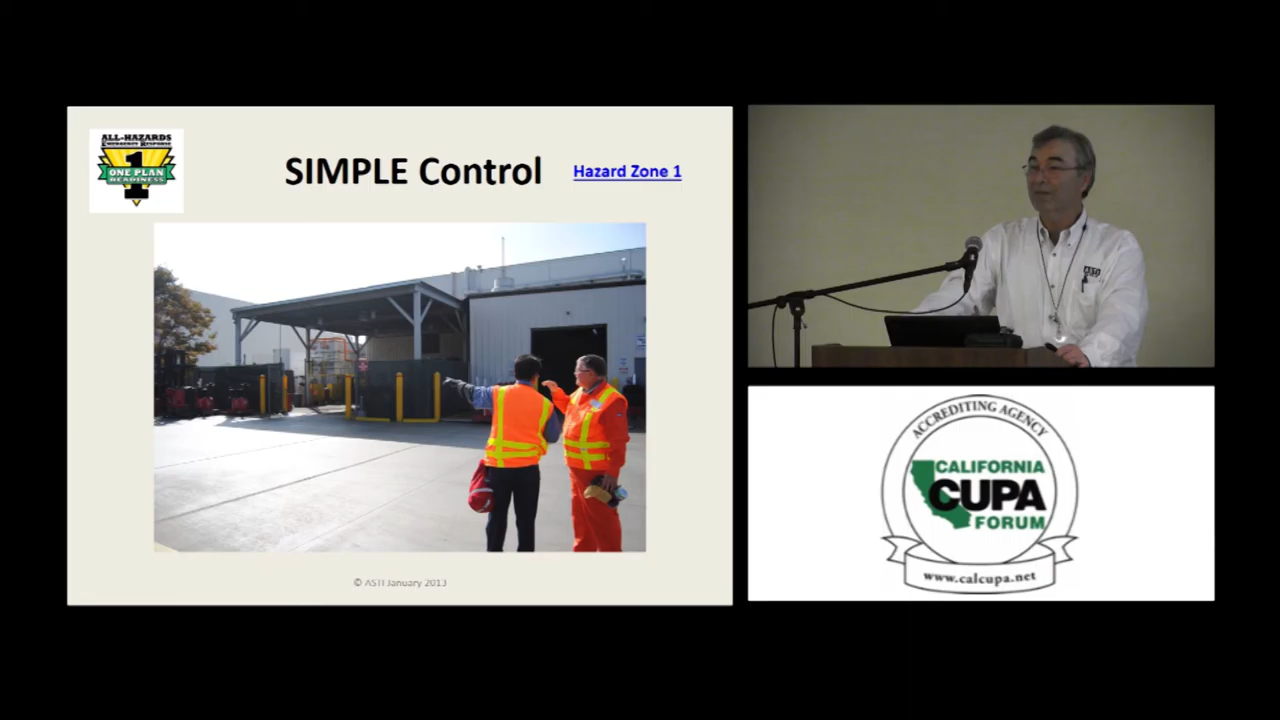 ALL-HAZARDS
EMERGENCY RESPONSE
1
ONE PLAN
READINESS
SIMPLE Control
Hazard Zone 1
© ASTI January 2013
ACCREDITING AGENCY
CALIFORNIA
CUPA
FORUM
www.calcupa.net